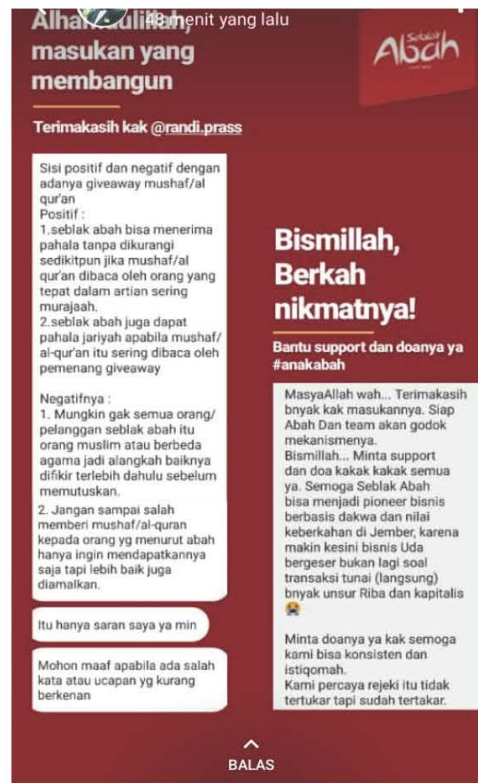 48 menit yang lalu
masukan yang
membangun
Terimakasih kak @randi.prass
Sisi positif dan negatif dengan
adanya giveaway mushaf/al
qur'an
Positif :
1.seblak abah bisa menerima
pahala tanpa dikurangi
sedikitpun jika mushaf/al
qur'an dibaca oleh orang yang
tepat dalam artian sering
murajaah.
2.seblak abah juga dapat
pahala jariyah apabila mushaf/
al-qur'an itu sering dibaca oleh
pemenang giveaway
Negatifnya :
1. Mungkin gak semua orang/
pelanggan seblak abah itu
orang muslim atau berbeda
agama jadi alangkah baiknya
difikir terlebih dahulu sebelum
memutuskan.
2. Jangan sampai salah
memberi mushaf/al-quran
kepada orang yg menurut abah
hanya ingin mendapatkannya
saja tapi lebih baik juga
diamalkan.
Itu hanya saran saya ya min
Mohon maaf apabila ada salah
kata atau ucapan yg kurang
berkenan
Seblak
Abah
Bismillah,
Berkah
nikmatnya!
Bantu support dan doanya ya
#anakabah
MasyaAllah wah... Terimakasih
bnyak kak masukannya. Siap
Abah Dan team akan godok
mekanismenya.
Bismillah... Minta support
dan doa kakak kakak semua
ya. Semoga Seblak Abah
bisa menjadi pioneer bisnis
berbasis dakwa dan nilai
keberkahan di Jember, karena
makin kesini bisnis Uda
bergeser bukan lagi soal
transaksi tunai (langsung)
bnyak unsur Riba dan kapitalis
Minta doanya ya kak semoga
kami bisa konsisten dan
istiqomah.
Kami percaya rejeki itu tidak
tertukar tapi sudah tertakar.
BALAS